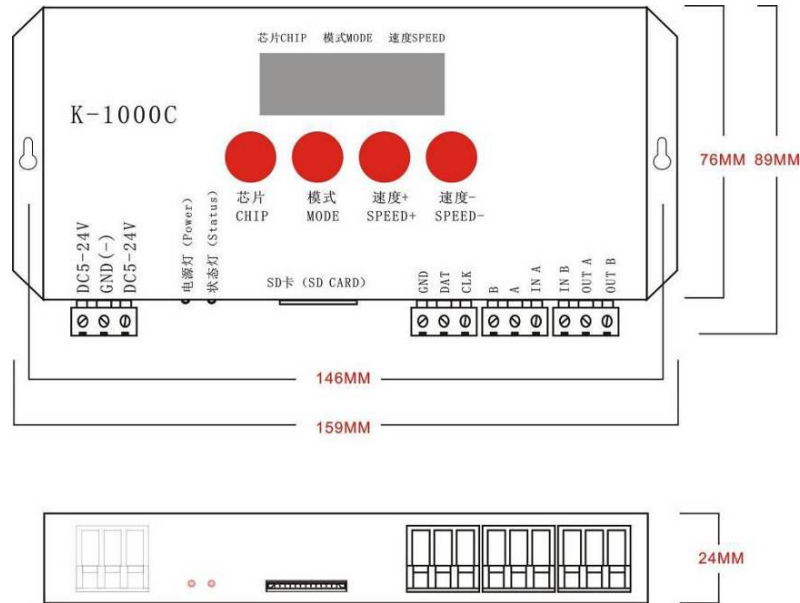 芯片CHIP 模式MODE 速度SPEED
K-1000C
芯片
CHIP
模式
MODE
速度+
SPEED+
速度-
SPEED-
76MM
89MM
DC5-24V
GND(-)
DC5-24V
电源灯 (Power)
状态灯 (Status)
SD卡 (SD CARD)
GND
DAT
CLK
B
A
IN A
IN B
OUT A
OUT B
146MM
159MM
24MM